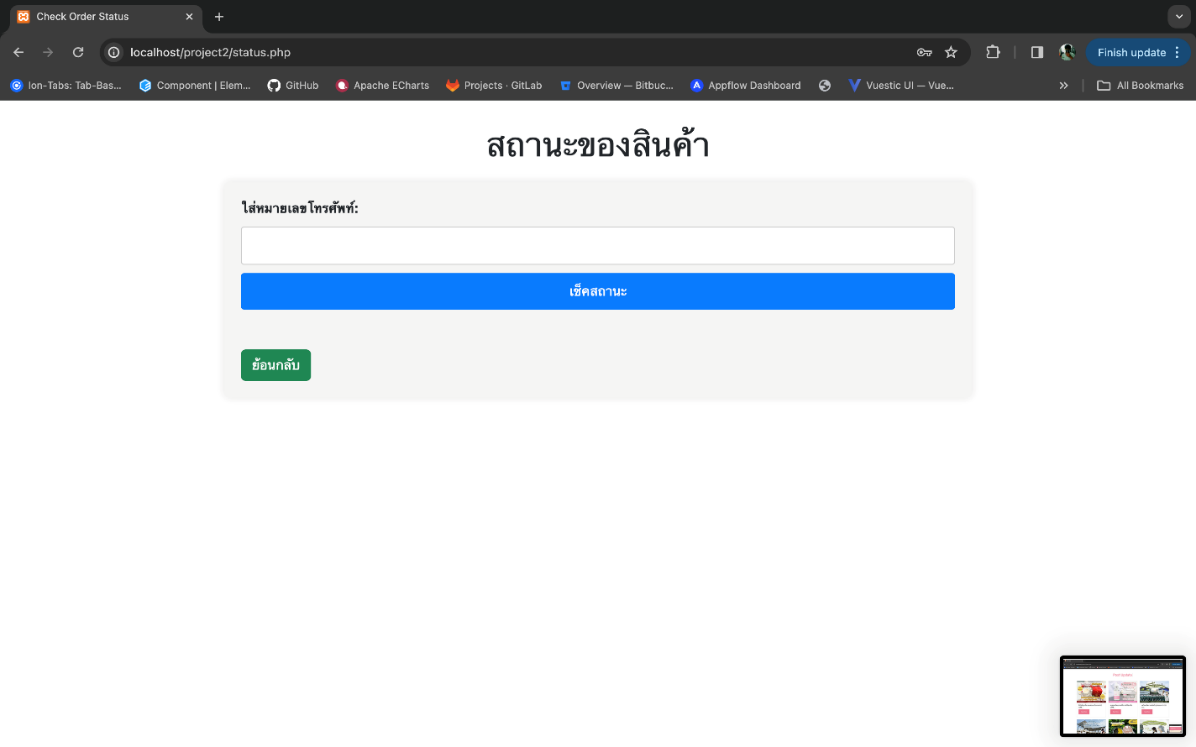 Check Order Status
localhost/project2/status.php
Finish update
Ion-Tabs: Tab-Bas...
Component | Elem...
GitHub
Apache ECharts
Projects · GitLab
Overview — Bitbuc...
Appflow Dashboard
Vuestic UI — Vue...
All Bookmarks
สถานะของสินค้า
ใส่หมายเลขโทรศัพท์:
เช็คสถานะ
ย้อนกลับ